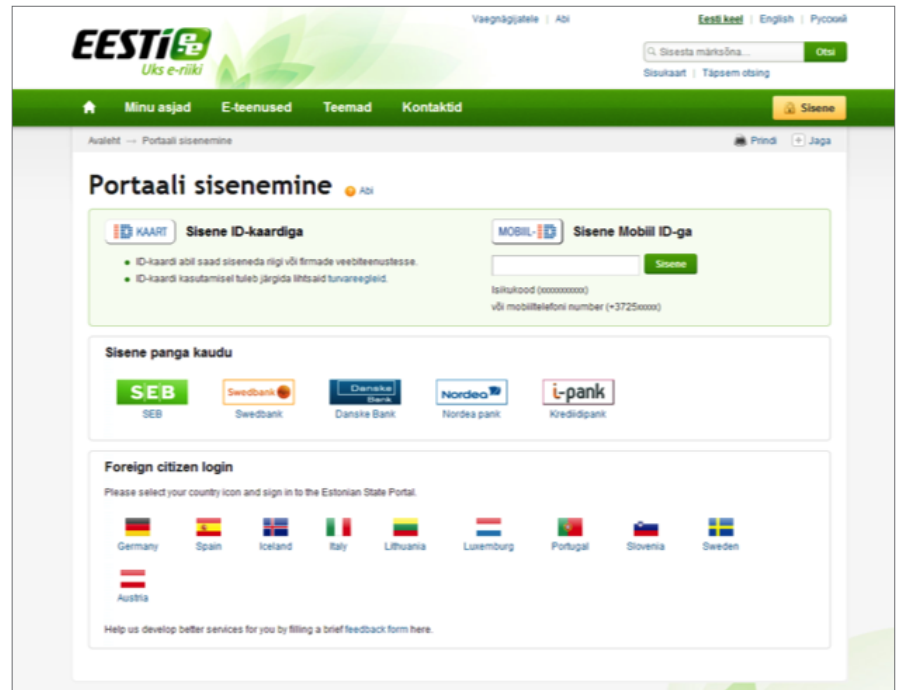 Vaegnägijatele | Abi
Eesti keel | English | Русский
EESTi
Uks e-riiki
Sisesta märksõna...
Otsi
Sisukaart | Täpsem otsing
Minu asjad
E-teenused
Teemad
Kontaktid
Sisene
Avaleht → Portaali sisenemine
Prindi
Jaga
Portaali sisenemine
Abi
KAART
Sisene ID-kaardiga
ID-kaardi abil saad siseneda riigi või firmade veebiteenustesse.
ID-kaardi kasutamisel tuleb järgida lihtsaid turvareegleid.
MOBIIL-ID
Sisene Mobiil ID-ga
Sisene
Isikukood (xxxxxxxxxxx)
või mobiiltelefoni number (+3725xxxxx)
Sisene panga kaudu
SEB
Swedbank
Danske Bank
Nordea
i-pank
SEB
Swedbank
Danske Bank
Nordea pank
Krediidipank
Foreign citizen login
Please select your country icon and sign in to the Estonian State Portal.
Germany
Spain
Iceland
Italy
Lithuania
Luxemburg
Portugal
Slovenia
Sweden
Austria
Help us develop better services for you by filling a brief feedback form here.